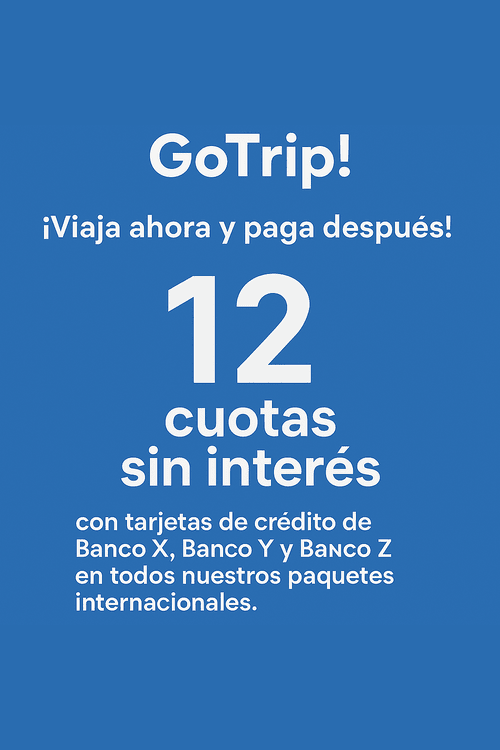 GoTrip!
¡Viaja ahora y paga después!
12
cuotas
sin interés
con tarjetas de crédito de
Banco X, Banco Y y Banco Z
en todos nuestros paquetes
internacionales.